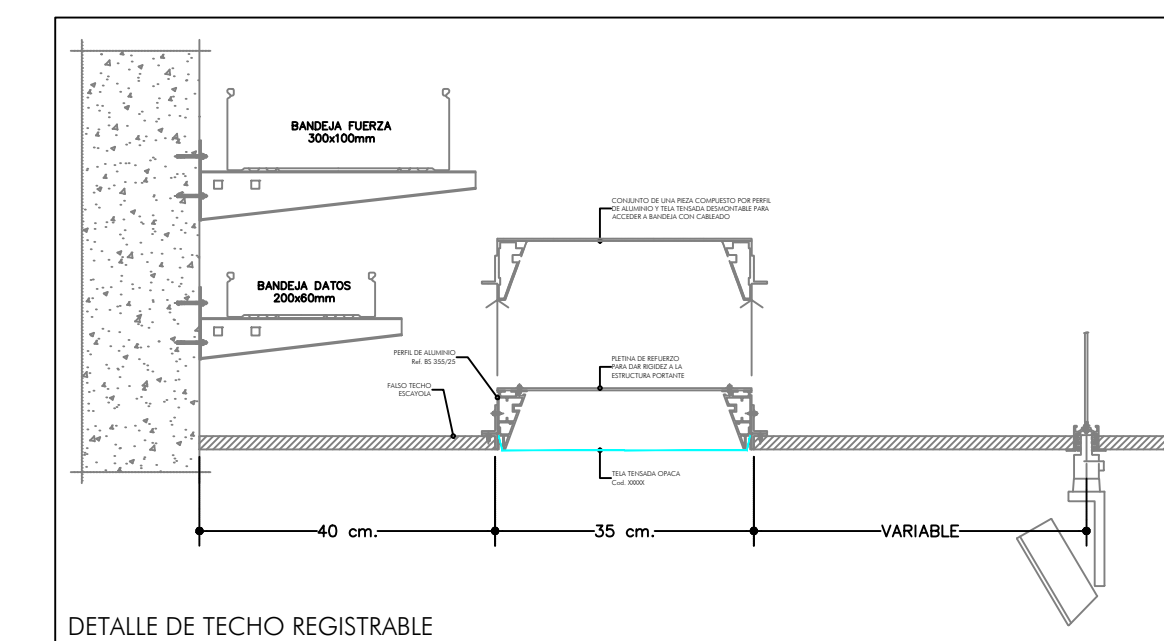 BANDEJA FUERZA
300x100mm
CONJUNTO DE UNA PIEZA COMPUESTO POR PERFIL
DE ALUMINIO Y TELA TENSADA DESMONTABLE PARA
ACCEDER A BANDEJA CON CABLEADO
BANDEJA DATOS
200x60mm
PERFIL DE ALUMINIO
Ref. BS 355/25
PLETINA DE REFUERZO
PARA DAR RIGIDEZ A LA
ESTRUCTURA PORTANTE
FALSO TECHO
ESCAYOLA
TELA TENSADA OPACA
Cod. XXXXX
40 cm.
35 cm.
VARIABLE
DETALLE DE TECHO REGISTRABLE